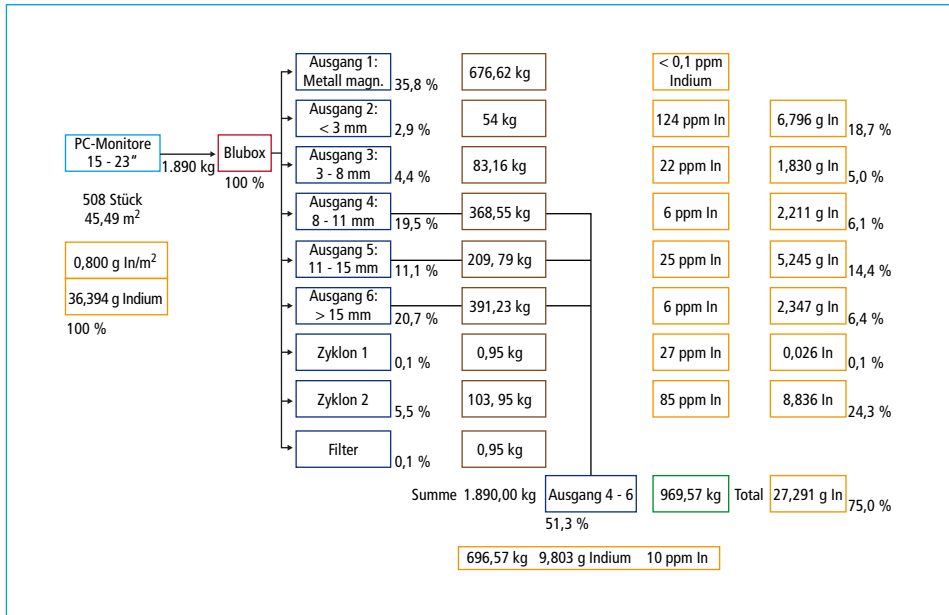 Ausgang 1:
Metall magn.
35,8 %
676,62 kg
< 0,1 ppm
Indium
Ausgang 2:
< 3 mm
2,9 %
54 kg
124 ppm In
6,796 g In
18,7 %
PC-Monitore
15 - 23“
1.890 kg
Blubox
100 %
Ausgang 3:
3 - 8 mm
4,4 %
83,16 kg
22 ppm In
1,830 g In
5,0 %
508 Stück
45,49 m²
Ausgang 4:
8 - 11 mm
19,5 %
368,55 kg
6 ppm In
2,211 g In
6,1 %
0,800 g In/m²
36,394 g Indium
100 %
Ausgang 5:
11 - 15 mm
11,1 %
209, 79 kg
25 ppm In
5,245 g In
14,4 %
Ausgang 6:
> 15 mm
20,7 %
391,23 kg
6 ppm In
2,347 g In
6,4 %
Zyklon 1
0,1 %
0,95 kg
27 ppm In
0,026 In
0,1 %
Zyklon 2
5,5 %
103, 95 kg
85 ppm In
8,836 In
24,3 %
Filter
0,1 %
0,95 kg
Summe 1.890,00 kg
Ausgang 4 - 6
51,3 %
969,57 kg
Total
27,291 g In
75,0 %
696,57 kg 9,803 g Indium 10 ppm In